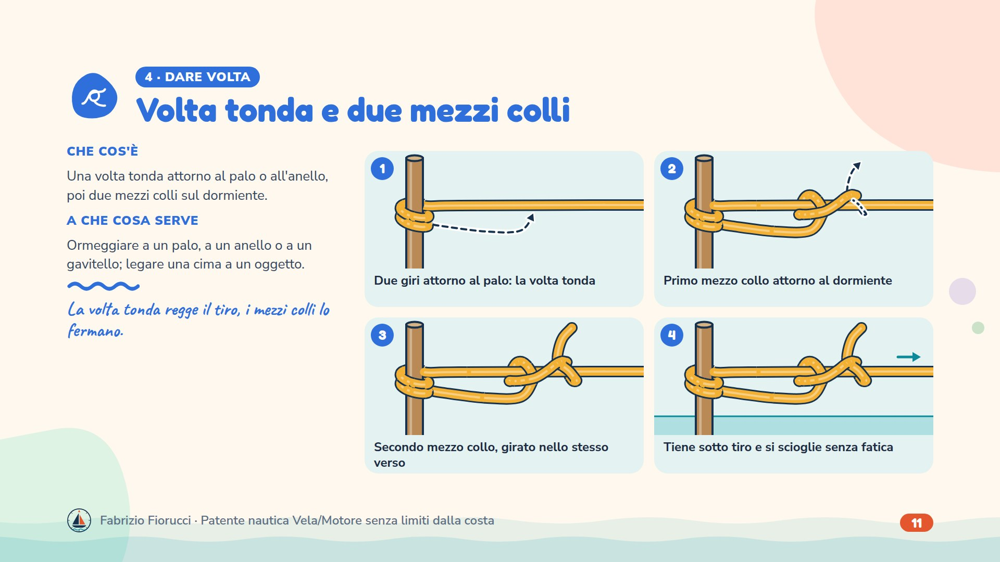 4 · DARE VOLTA
Volta tonda e due mezzi colli
CHE COS'È
Una volta tonda attorno al palo o all'anello,
poi due mezzi colli sul dormiente.
A CHE COSA SERVE
Ormeggiare a un palo, a un anello o a un
gavitello; legare una cima a un oggetto.
La volta tonda regge il tiro, i mezzi colli lo
fermano.
1
Due giri attorno al palo: la volta tonda
2
Primo mezzo collo attorno al dormiente
3
Secondo mezzo collo, girato nello stesso
verso
4
Tiene sotto tiro e si scioglie senza fatica
Fabrizio Fiorucci · Patente nautica Vela/Motore senza limiti dalla costa
11